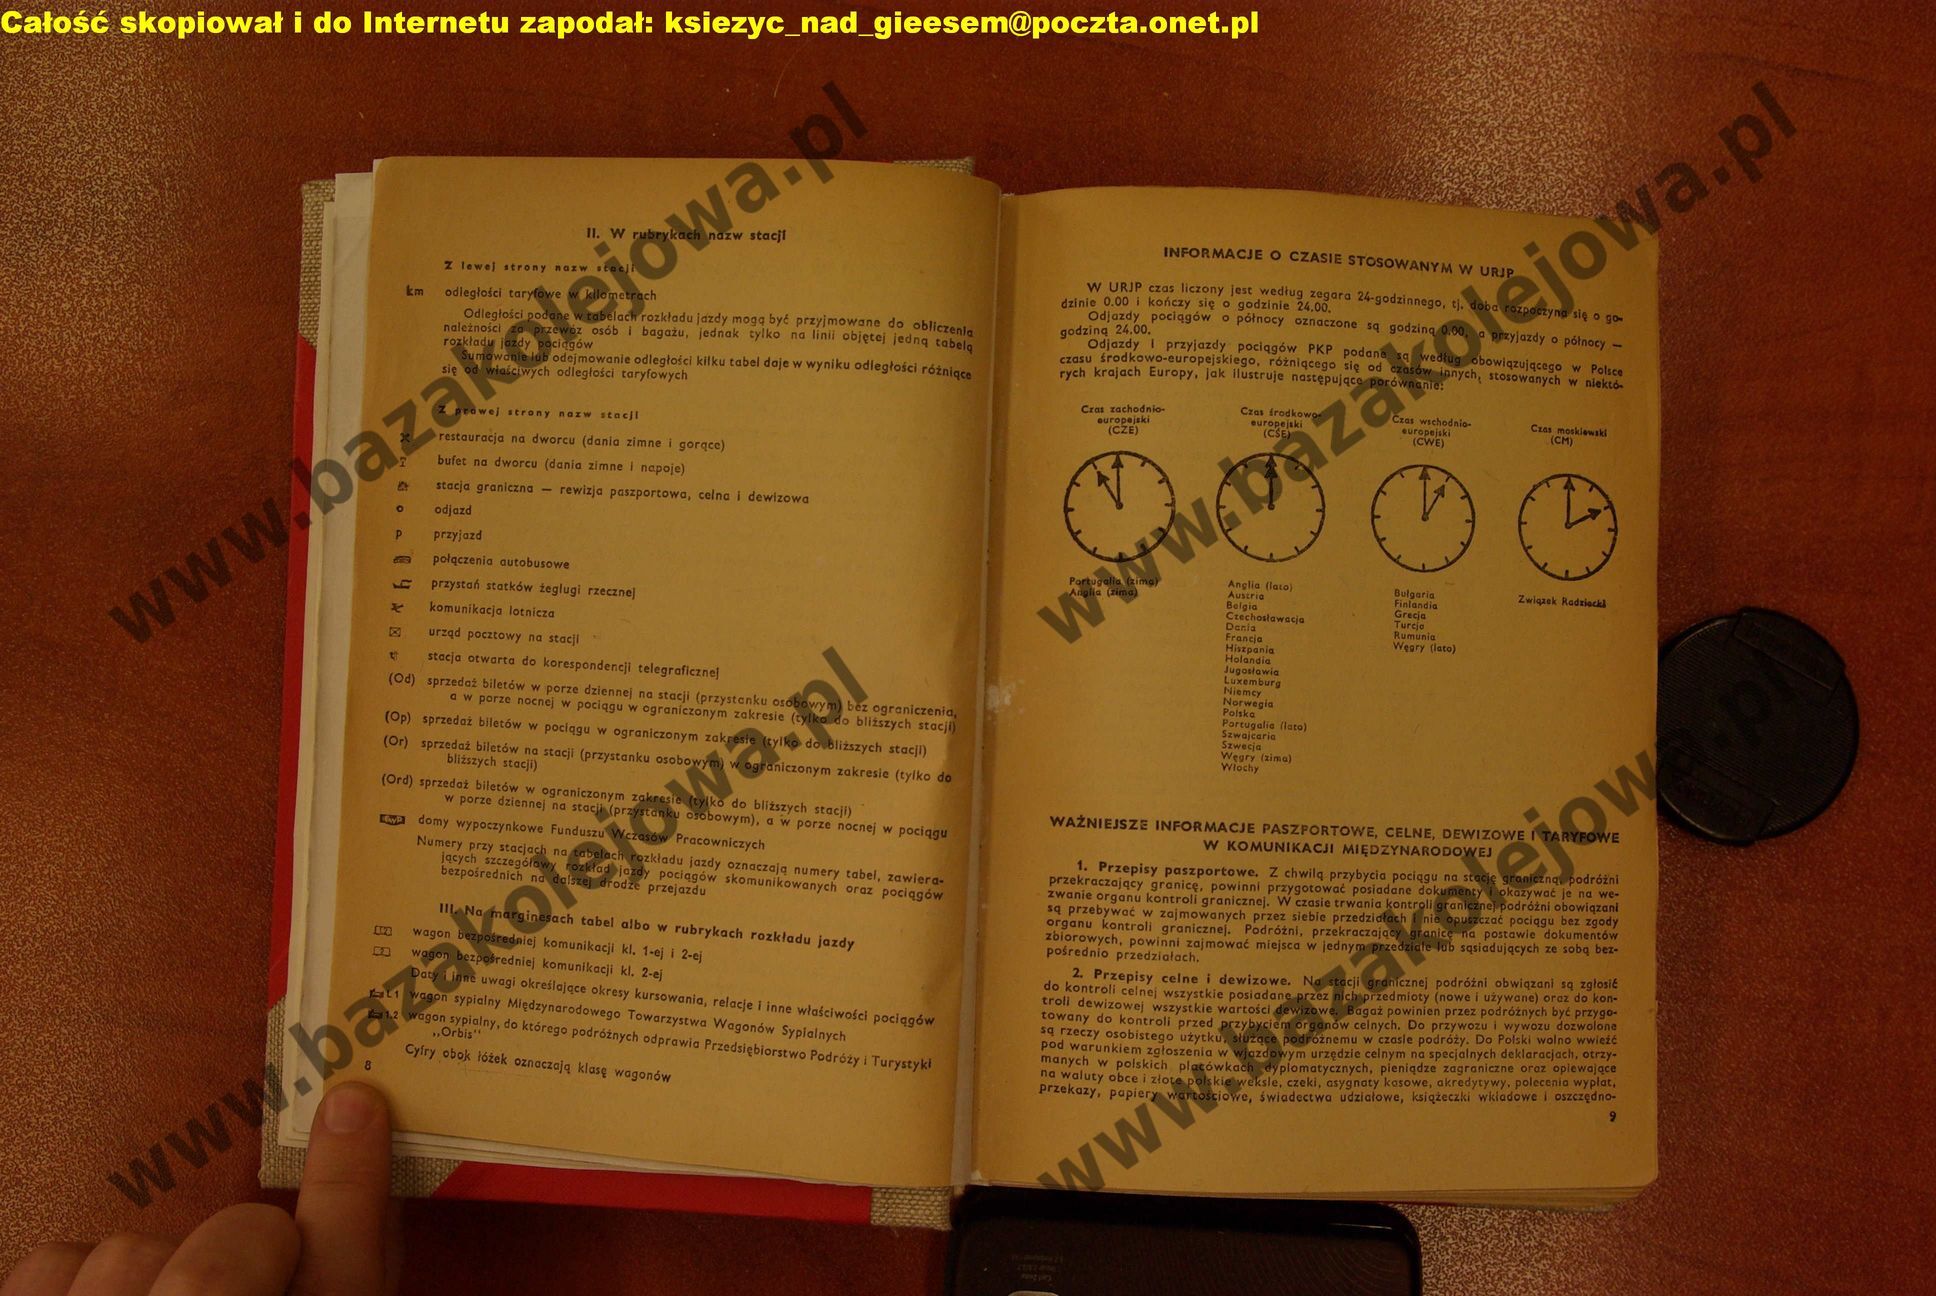 Całość skopiował i do Internetu zapodał: ksiezyc_nad_gieesem@poczta.onet.pl
www.bazakolejowa.pl
www.bazakolejowa.pl
www.bazakolejowa.pl
www.bazakolejowa.pl
II. W rubrykach nazw stacji
Z lewej strony nazw stacji
km odległości taryfowe w kilometrach
Odległości podane w tabelach rozkładu jazdy mogą być przyjmowane do obliczenia
należności za przewóz osób i bagażu, jednak tylko na linii objętej jedną tabelą
rozkładu jazdy pociągów
Sumowanie lub odejmowanie odległości kilku tabel daje w wyniku odległości różniące
się od właściwych odległości taryfowych
Z prawej strony nazw stacji
restauracja na dworcu (dania zimne i gorące)
bufet na dworcu (dania zimne i napoje)
stacja graniczna — rewizja paszportowa, celna i dewizowa
o odjazd
p przyjazd
połączenia autobusowe
przystań statków żeglugi rzecznej
komunikacja lotnicza
urząd pocztowy na stacji
stacja otwarta do korespondencji telegraficznej
(Od) sprzedaż biletów w porze dziennej na stacji (przystanku osobowym) bez ograniczenia,
a w porze nocnej w pociągu w ograniczonym zakresie (tylko do bliższych stacji)
(Op) sprzedaż biletów w pociągu w ograniczonym zakresie (tylko do bliższych stacji)
(Or) sprzedaż biletów na stacji (przystanku osobowym) w ograniczonym zakresie (tylko do
bliższych stacji)
(Ord) sprzedaż biletów w ograniczonym zakresie (tylko do bliższych stacji)
w porze dziennej na stacji (przystanku osobowym), a w porze nocnej w pociągu
FWP domy wypoczynkowe Funduszu Wczasów Pracowniczych
Numery przy stacjach na tabelach rozkładu jazdy oznaczają numery tabel, zawiera-
jących szczegółowy rozkład jazdy pociągów skomunikowanych oraz pociągów
bezpośrednich na dalszej drodze przejazdu
III. Na marginesach tabel albo w rubrykach rozkładu jazdy
wagon bezpośredniej komunikacji kl. 1-ej i 2-ej
wagon bezpośredniej komunikacji kl. 2-ej
Daty i inne uwagi określające okresy kursowania, relacje i inne właściwości pociągów
wagon sypialny Międzynarodowego Towarzystwa Wagonów Sypialnych
1.2 wagon sypialny, do którego podróżnych odprawia Przedsiębiorstwo Podróży i Turystyki
„Orbis"
Cyfry obok łóżek oznaczają klasę wagonów
8
INFORMACJE O CZASIE STOSOWANYM W URJP
W URJP czas liczony jest według zegara 24-godzinnego, tj. doba rozpoczyna się o go-
dzinie 0.00 i kończy się o godzinie 24.00.
Odjazdy pociągów o północy oznaczone są godziną 0.00, a przyjazdy o północy —
godziną 24.00.
Odjazdy i przyjazdy pociągów PKP podane są według obowiązującego w Polsce
czasu środkowo-europejskiego, różniącego się od czasów innych, stosowanych w niektó-
rych krajach Europy, jak ilustruje następujące porównanie:
Czas zachodnio-
europejski
(CZE)
Czas środkowo-
europejski
(CŚE)
Czas wschodnio-
europejski
(CWE)
Czas moskiewski
(CM)
Portugalia (zima)
Anglia (zima)
Anglia (lato)
Austria
Belgia
Czechosławacja
Dania
Francja
Hiszpania
Holandia
Jugosławia
Luxemburg
Niemcy
Norwegia
Polska
Portugalia (lato)
Szwajcaria
Szwecja
Węgry (zima)
Włochy
Bulgaria
Finlandia
Grecja
Turcja
Rumunia
Węgry (lato)
Związek Radziecki
WAŻNIEJSZE INFORMACJE PASZPORTOWE, CELNE, DEWIZOWE I TARYFOWE
W KOMUNIKACJI MIĘDZYNARODOWEJ
1. Przepisy paszportowe. Z chwilą przybycia pociągu na stację graniczną podróżni
przekraczający granicę, powinni przygotować posiadane dokumenty i okazywać je na we-
zwanie organu kontroli granicznej. W czasie trwania kontroli granicznej podróżni obowiązani
są przebywać w zajmowanych przez siebie przedziałach i nie opuszczać pociągu bez zgody
organu kontroli granicznej. Podróżni, przekraczający granicę na postawie dokumentów
zbiorowych, powinni zajmować miejsca w jednym przedziale lub sąsiadujących ze sobą bez-
pośrednio przedziałach.
2. Przepisy celne i dewizowe. Na stacji granicznej podróżni obwiązani są zgłosić
do kontroli celnej wszystkie posiadane przez nich przedmioty (nowe i używane) oraz do kon-
troli dewizowej wszystkie wartości dewizowe. Bagaż powinien przez podróżnych być przygo-
towany do kontroli przed przybyciem organów celnych. Do przywozu i wywozu dozwolone
są rzeczy osobistego użytku, służące podróżnemu w czasie podróży. Do Polski wolno wwieźć
pod warunkiem zgłoszenia w wjazdowym urzędzie celnym na specjalnych deklaracjach, otrzy-
manych w polskich placówkach dyplomatycznych, pieniądze zagraniczne oraz opiewające
na waluty obce i złote polskie weksle, czeki, asygnaty kasowe, akredytywy, polecenia wypłat,
przekazy, papiery wartościowe, świadectwa udziałowe, książeczki wkładowe i oszczędno-
9